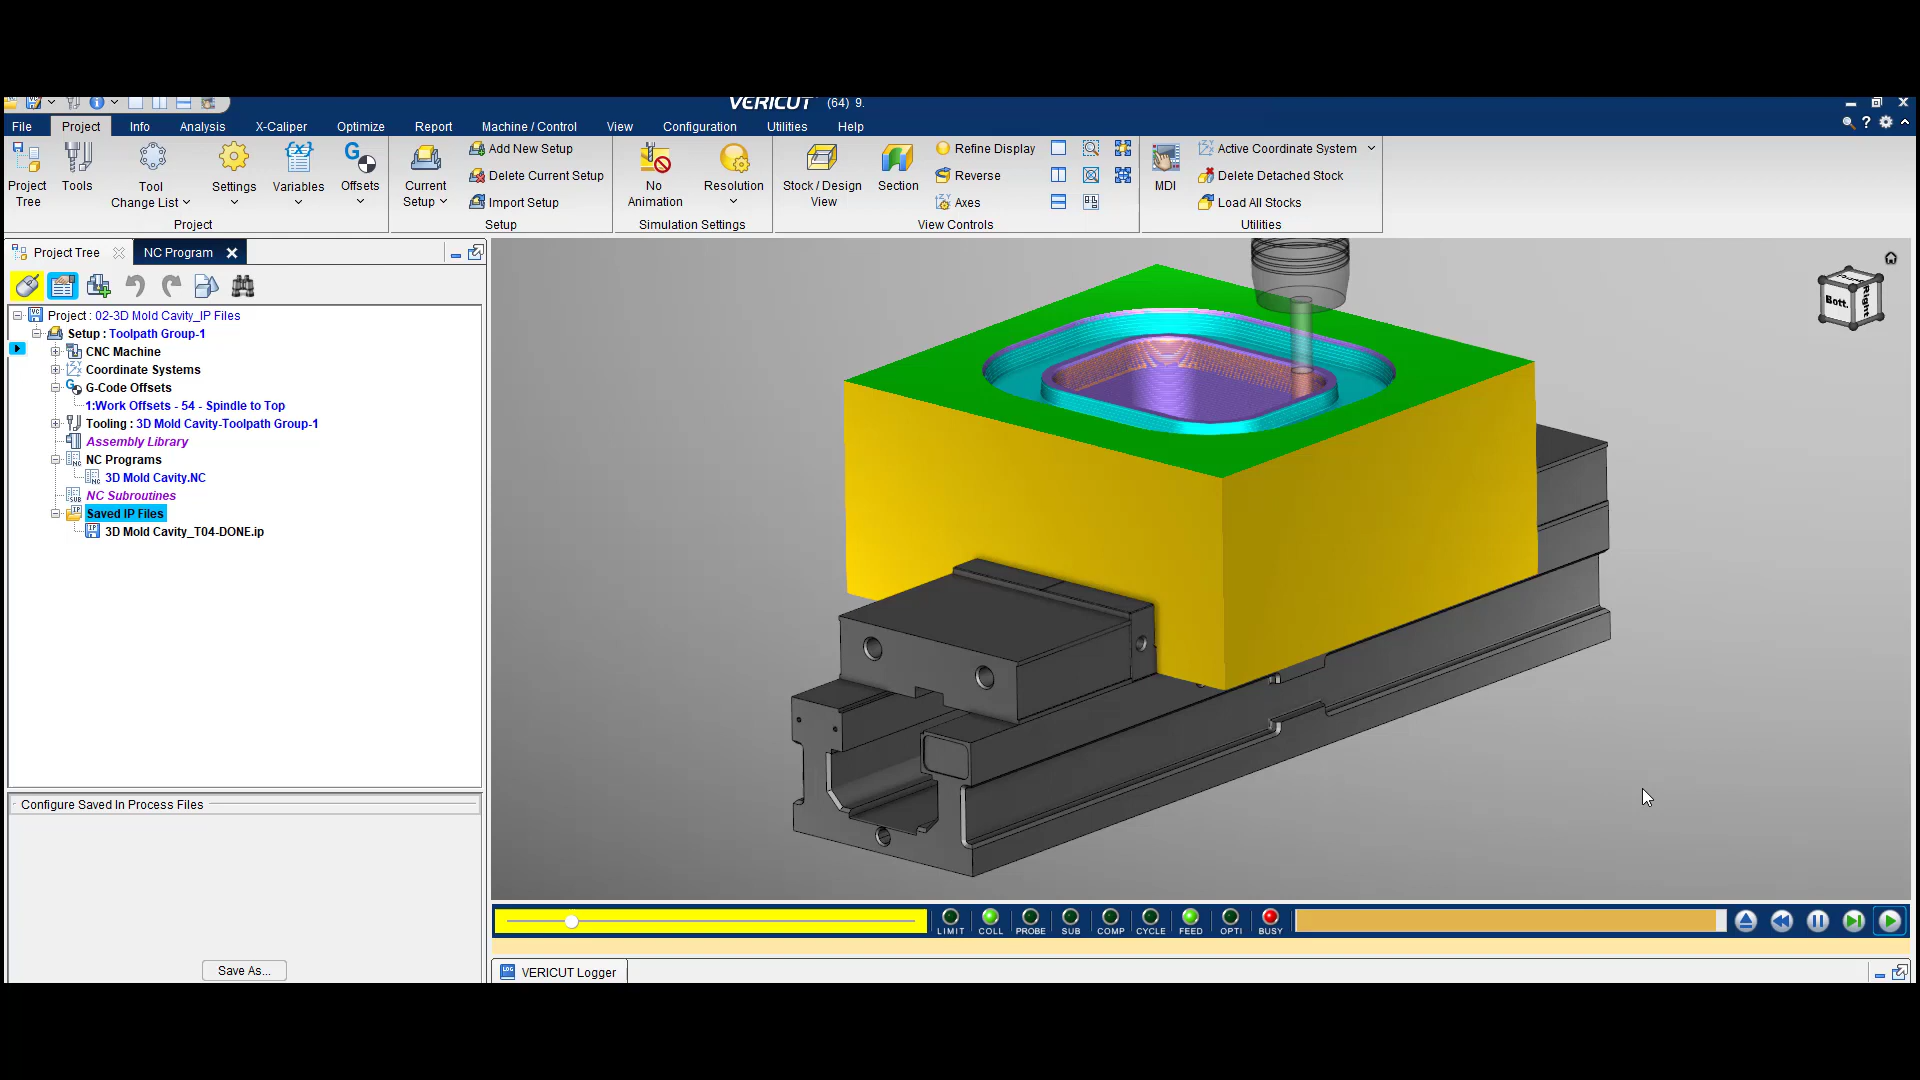 VERICUT (64) 9.
File Project Info Analysis X-Caliper Optimize Report Machine / Control View Configuration Utilities Help
Project Tree
Tools
Tool Change List
Settings
Variables
Offsets
Project
Current Setup
Add New Setup
Delete Current Setup
Import Setup
Setup
No Animation
Resolution
Simulation Settings
Stock / Design View
Section
Refine Display
Reverse
Axes
View Controls
MDI
Active Coordinate System
Delete Detached Stock
Load All Stocks
Utilities
Project Tree
NC Program
Project : 02-3D Mold Cavity_IP Files
Setup : Toolpath Group-1
CNC Machine
Coordinate Systems
G-Code Offsets
1:Work Offsets - 54 - Spindle to Top
Tooling : 3D Mold Cavity-Toolpath Group-1
Assembly Library
NC Programs
3D Mold Cavity.NC
NC Subroutines
Saved IP Files
3D Mold Cavity_T04-DONE.ip
Configure Saved In Process Files
Save As...
Bott.
Right
LIMIT COLL PROBE SUB COMP CYCLE FEED OPTI BUSY
LOG VERICUT Logger